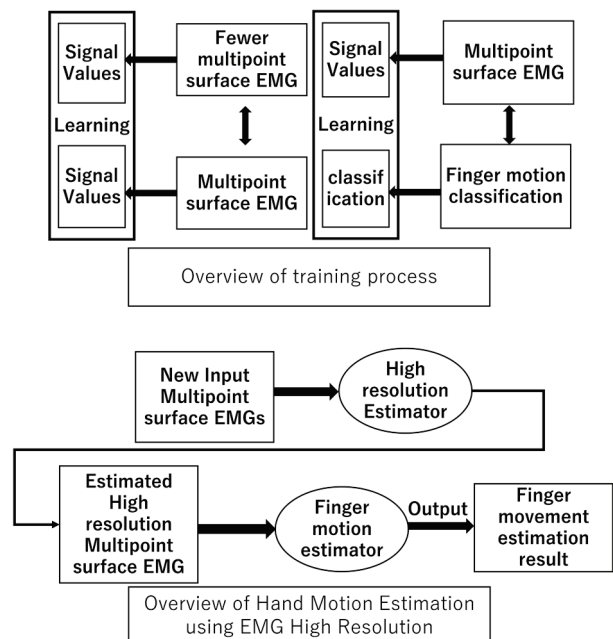 Signal
Values
Fewer
multipoint
surface EMG
Learning
Signal
Values
Multipoint
surface EMG
Signal
Values
Multipoint
surface EMG
Learning
classif
ication
Finger motion
classification
Overview of training process
New Input
Multipoint
surface EMGs
High
resolution
Estimator
Estimated
High
resolution
Multipoint
surface EMG
Finger
motion
estimator
Output
Finger
movement
estimation
result
Overview of Hand Motion Estimation
using EMG High Resolution